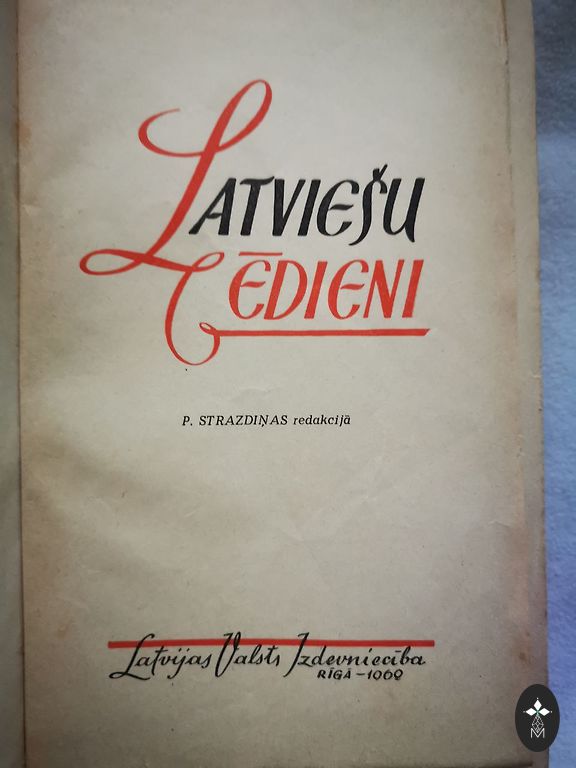 LATVIEŠU
ĒDIENI
P. STRAZDIŅAS redakcijā
Latvijas Valsts Izdevniecība
RĪGĀ — 1960
M